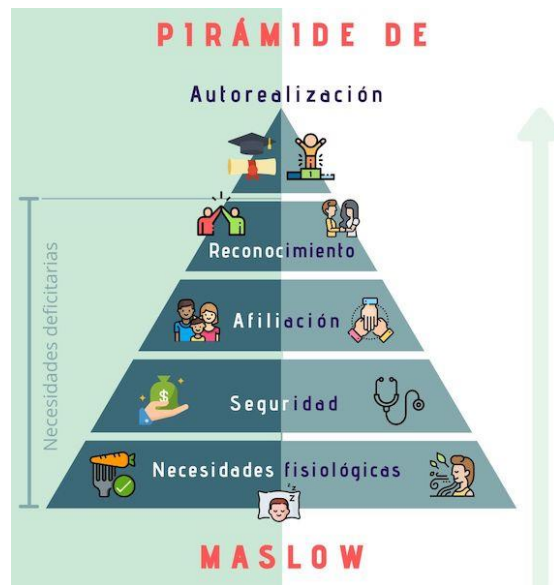 PIRÁMIDE DE
Autorealización
Reconocimiento
Necesidades deficitarias
Afiliación
Seguridad
Necesidades fisiológicas
MASLOW